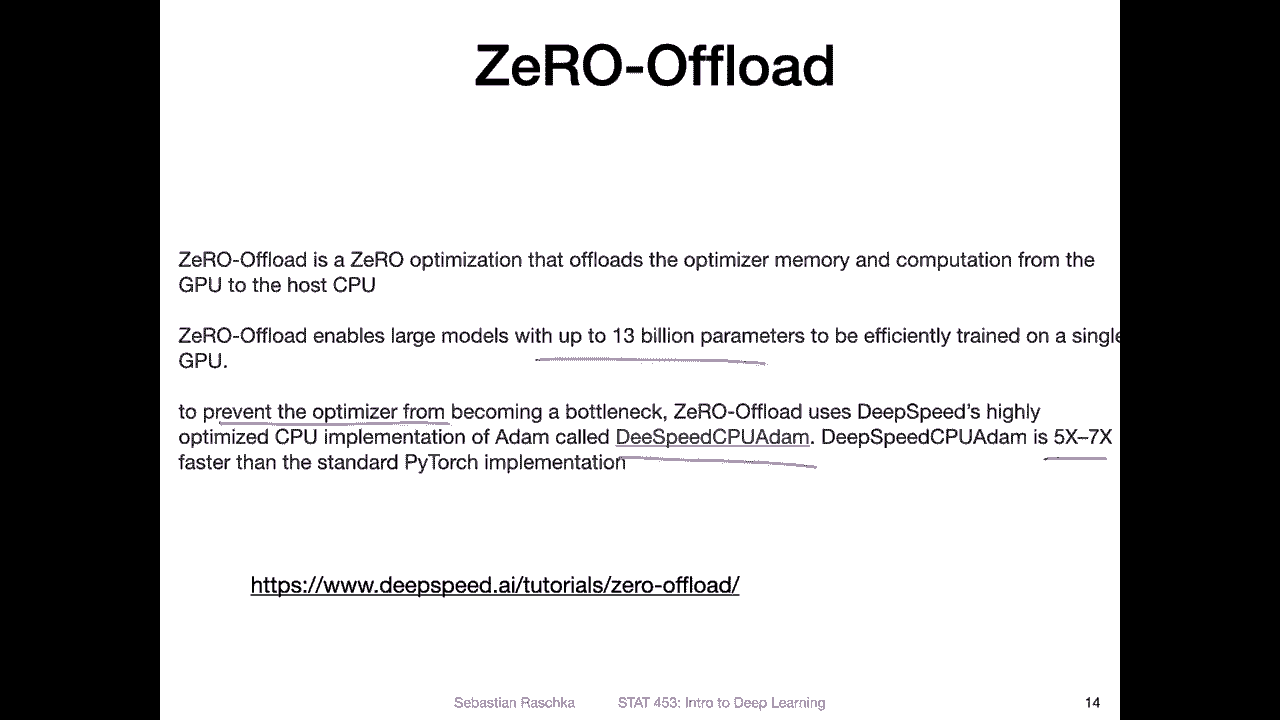 ZeRO-Offload
ZeRO-Offload is a ZeRO optimization that offloads the optimizer memory and computation from the
GPU to the host CPU
ZeRO-Offload enables large models with up to 13 billion parameters to be efficiently trained on a single
GPU.
to prevent the optimizer from becoming a bottleneck, ZeRO-Offload uses DeepSpeed's highly
optimized CPU implementation of Adam called DeeSpeedCPUAdam. DeepSpeedCPUAdam is 5X–7X
faster than the standard PyTorch implementation
https://www.deepspeed.ai/tutorials/zero-offload/
Sebastian Raschka STAT 453: Intro to Deep Learning 14